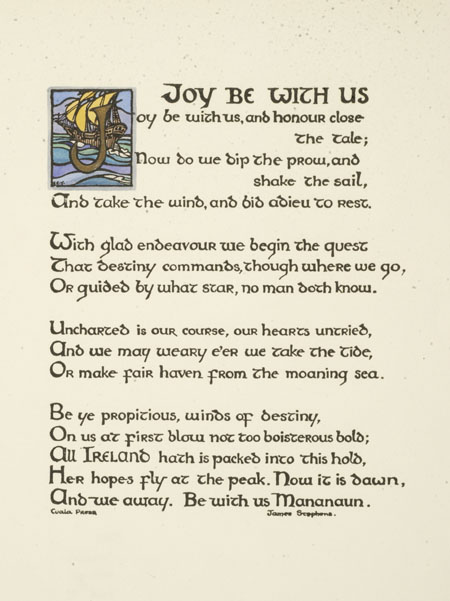 JOY BE WITH US
Joy be with us, and honour close
the tale;
Now do we dip the prow, and
shake the sail,
And take the wind, and bid adieu to rest.
With glad endeavour we begin the quest
That destiny commands, though where we go,
Or guided by what star, no man doth know.
Uncharted is our course, our hearts untried,
And we may weary e'er we take the tide,
Or make fair haven from the moaning sea.
Be ye propitious, winds of destiny,
On us at first blow not too boisterous bold;
All IRELAND hath is packed into this hold,
Her hopes fly at the peak. Now it is dawn,
And we away. Be with us Mananaun.
Cuala Press James Stephens.